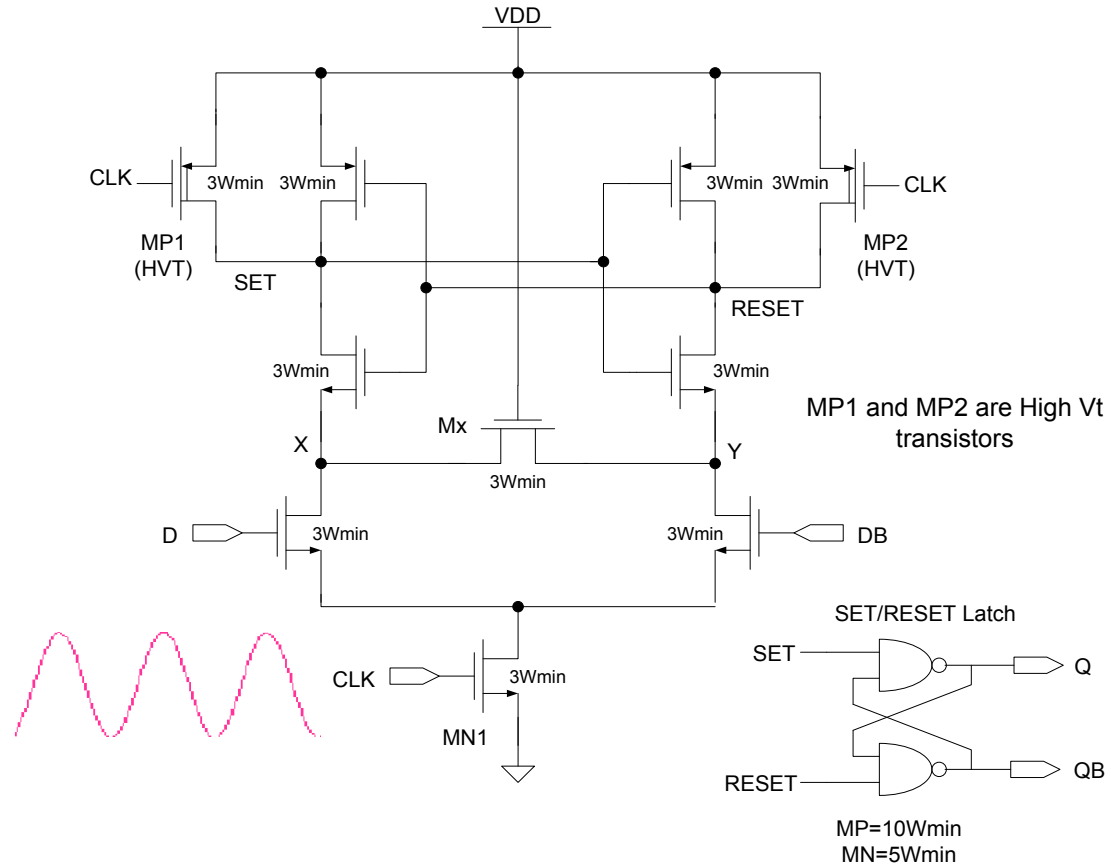 VDD
CLK
3Wmin
3Wmin
3Wmin
3Wmin
CLK
MP1
(HVT)
MP2
(HVT)
SET
RESET
3Wmin
3Wmin
MP1 and MP2 are High Vt
transistors
Mx
X
Y
3Wmin
D
3Wmin
3Wmin
DB
SET/RESET Latch
SET
Q
CLK
3Wmin
MN1
RESET
QB
MP=10Wmin
MN=5Wmin